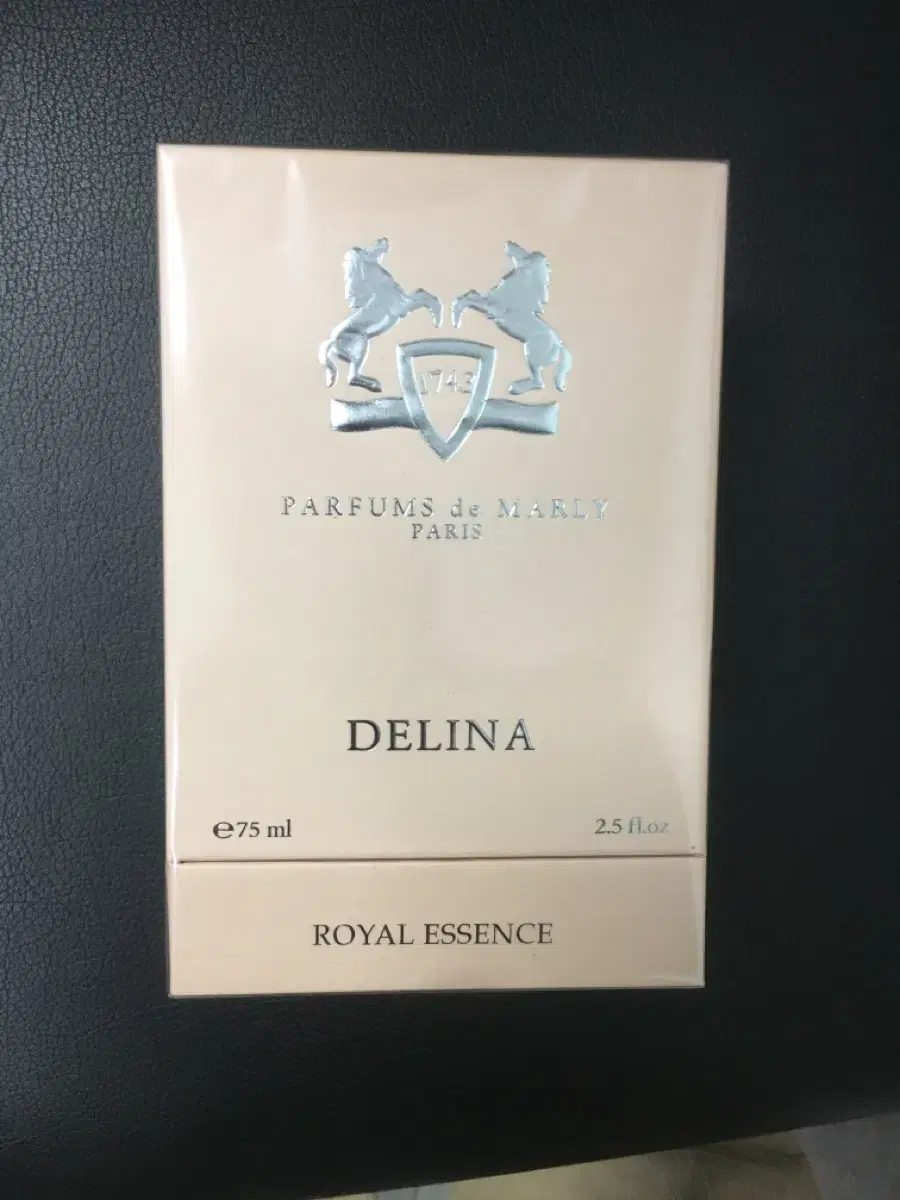 1743
PARFUMS de MARLY
PARIS
DELINA
℮75 ml 2.5 fl.oz
ROYAL ESSENCE